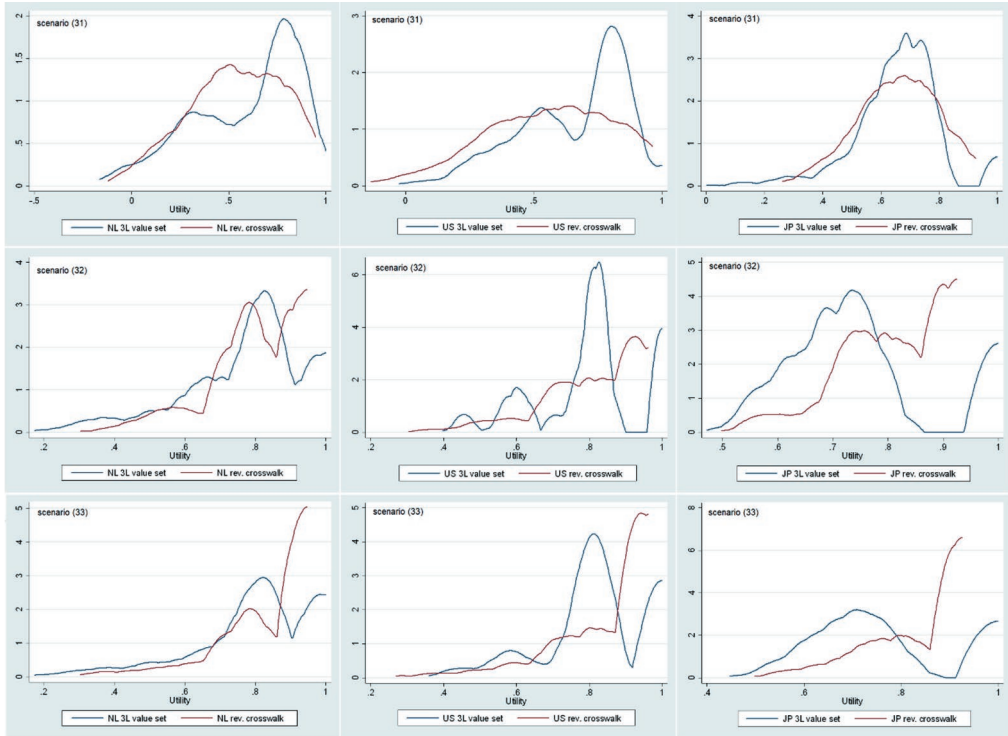 scenario (31)
2
1.5
1
.5
0
-.5 0 .5 1
Utility
NL 3L value set NL rev. crosswalk
scenario (31)
3
2
1
0
0 .5 1
Utility
US 3L value set US rev. crosswalk
scenario (31)
4
3
2
1
0
0 .2 .4 .6 .8 1
Utility
JP 3L value set JP rev. crosswalk
scenario (32)
4
3
2
1
0
.2 .4 .6 .8 1
Utility
NL 3L value set NL rev. crosswalk
scenario (32)
6
4
2
0
.2 .4 .6 .8 1
Utility
US 3L value set US rev. crosswalk
scenario (32)
5
4
3
2
1
0
.5 .6 .7 .8 .9 1
Utility
JP 3L value set JP rev. crosswalk
scenario (33)
5
4
3
2
1
0
.2 .4 .6 .8 1
Utility
NL 3L value set NL rev. crosswalk
scenario (33)
5
4
3
2
1
0
.2 .4 .6 .8 1
Utility
US 3L value set US rev. crosswalk
scenario (33)
8
6
4
2
0
.4 .6 .8 1
Utility
JP 3L value set JP rev. crosswalk